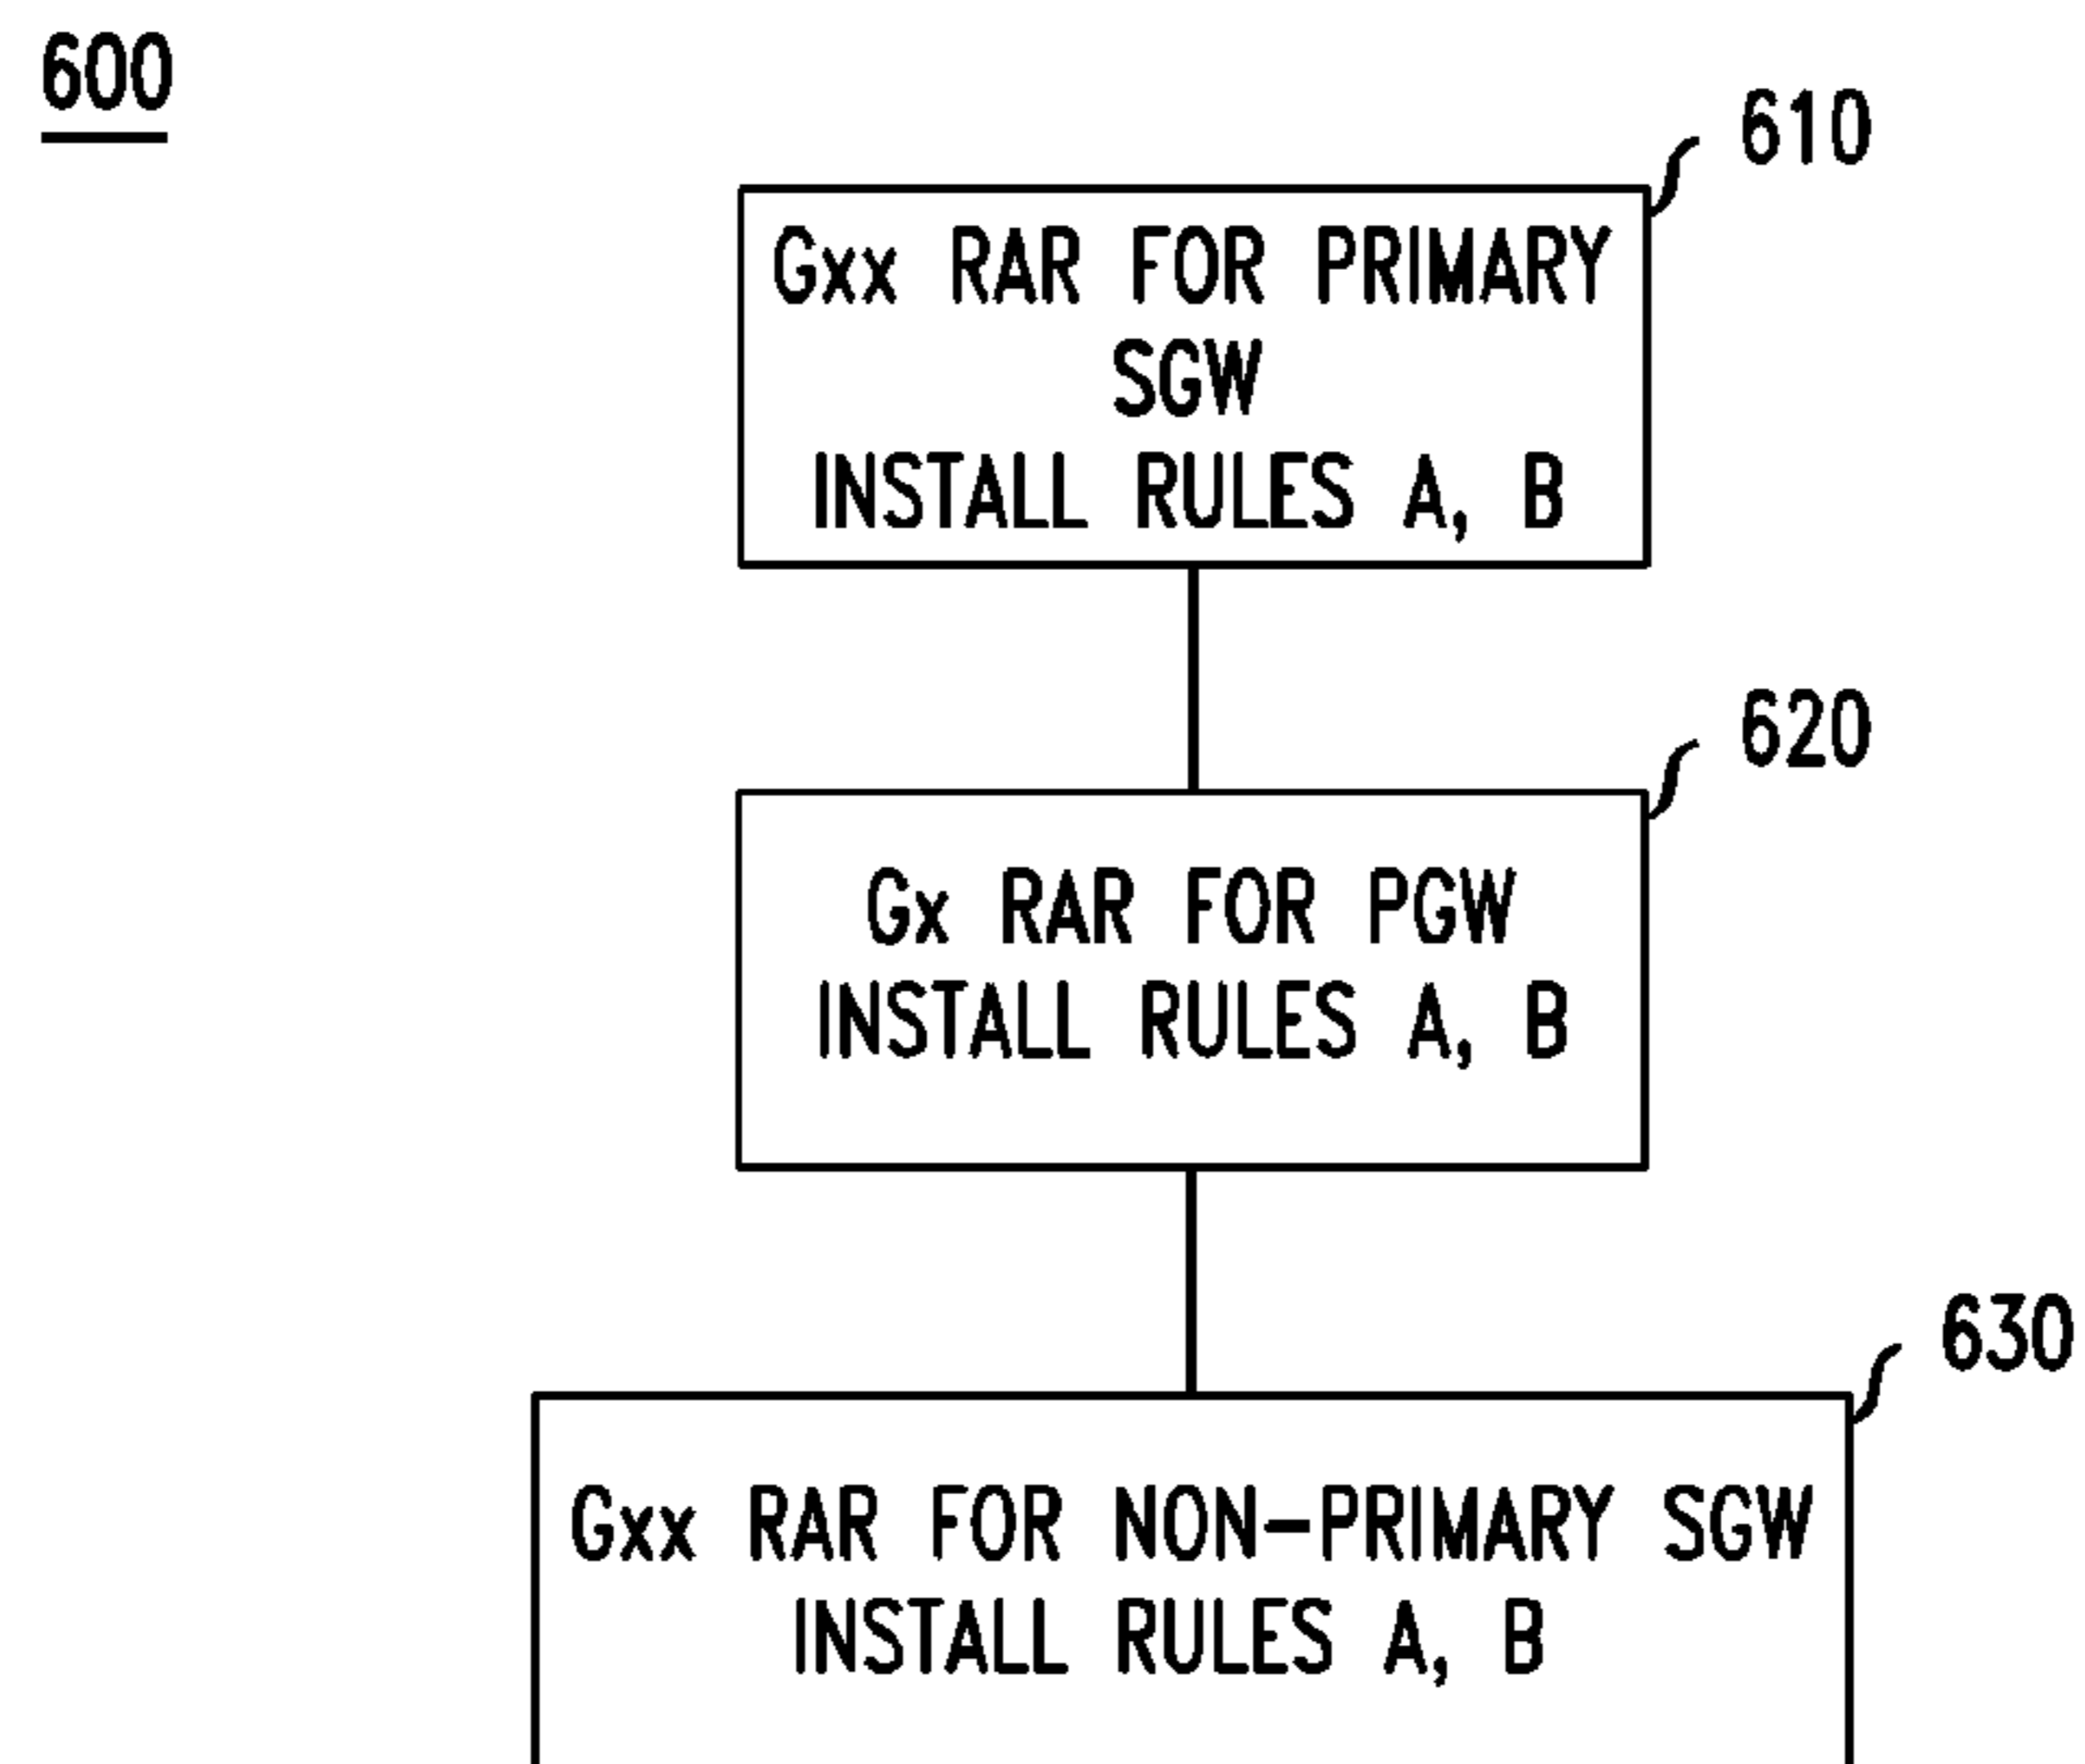 600
610
Gxx RAR FOR PRIMARY
SGW
INSTALL RULES A, B
620
Gx RAR FOR PGW
INSTALL RULES A, B
630
Gxx RAR FOR NON-PRIMARY SGW
INSTALL RULES A, B